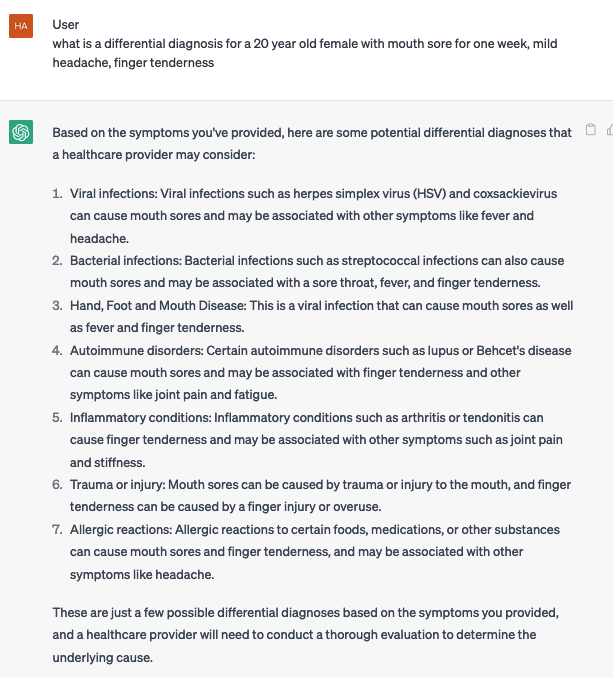 HA
User
what is a differential diagnosis for a 20 year old female with mouth sore for one week, mild
headache, finger tenderness
Based on the symptoms you've provided, here are some potential differential diagnoses that
a healthcare provider may consider:
1. Viral infections: Viral infections such as herpes simplex virus (HSV) and coxsackievirus
can cause mouth sores and may be associated with other symptoms like fever and
headache.
2. Bacterial infections: Bacterial infections such as streptococcal infections can also cause
mouth sores and may be associated with a sore throat, fever, and finger tenderness.
3. Hand, Foot and Mouth Disease: This is a viral infection that can cause mouth sores as well
as fever and finger tenderness.
4. Autoimmune disorders: Certain autoimmune disorders such as lupus or Behcet's disease
can cause mouth sores and may be associated with finger tenderness and other
symptoms like joint pain and fatigue.
5. Inflammatory conditions: Inflammatory conditions such as arthritis or tendonitis can
cause finger tenderness and may be associated with other symptoms such as joint pain
and stiffness.
6. Trauma or injury: Mouth sores can be caused by trauma or injury to the mouth, and finger
tenderness can be caused by a finger injury or overuse.
7. Allergic reactions: Allergic reactions to certain foods, medications, or other substances
can cause mouth sores and finger tenderness, and may be associated with other
symptoms like headache.
These are just a few possible differential diagnoses based on the symptoms you provided,
and a healthcare provider will need to conduct a thorough evaluation to determine the
underlying cause.